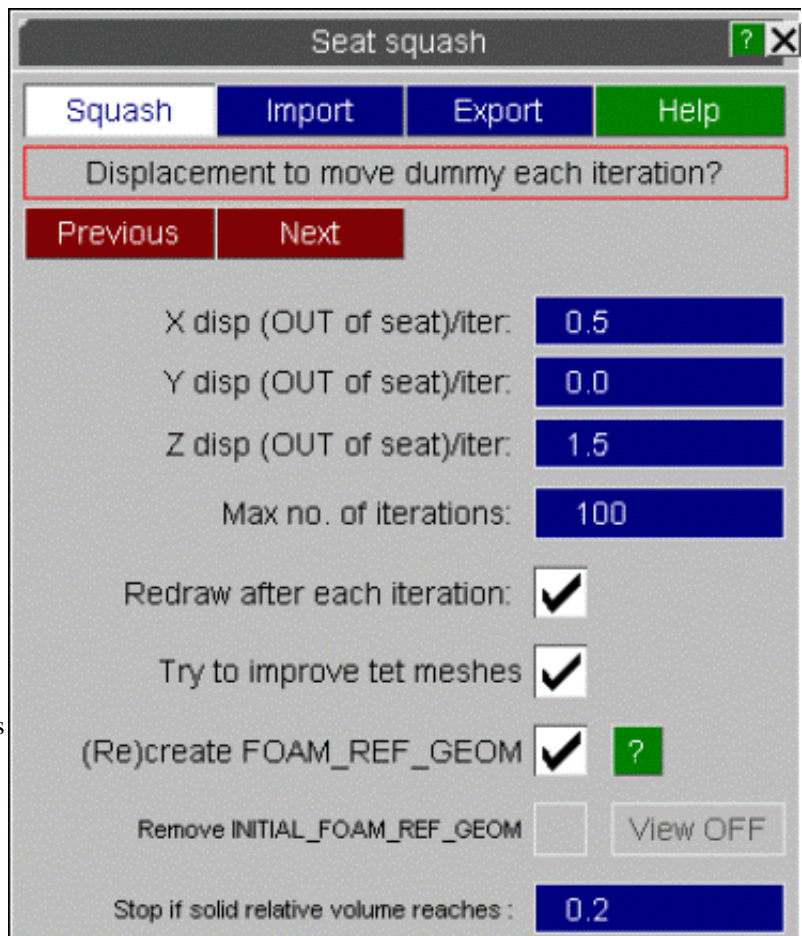 Seat squash ?
Squash Import Export Help
Displacement to move dummy each iteration?
Previous Next
X disp (OUT of seat)/iter: 0.5
Y disp (OUT of seat)/iter: 0.0
Z disp (OUT of seat)/iter: 1.5
Max no. of iterations: 100
Redraw after each iteration:
Try to improve tet meshes
s
(Re)create FOAM_REF_GEOM ?
Remove INITIAL_FOAM_REF_GEOM View OFF
Stop if solid relative volume reaches : 0.2